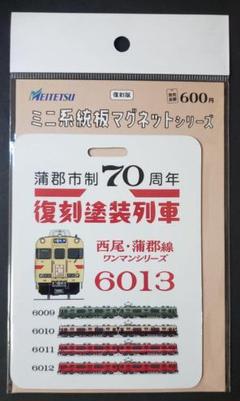 MEITETSU
復刻版
税込価格 600円
ミニ系統板マグネットシリーズ
蒲郡市制70周年
復刻塗装列車
西尾・蒲郡線
ワンマンシリーズ
6013
6009
6010
6011
6012